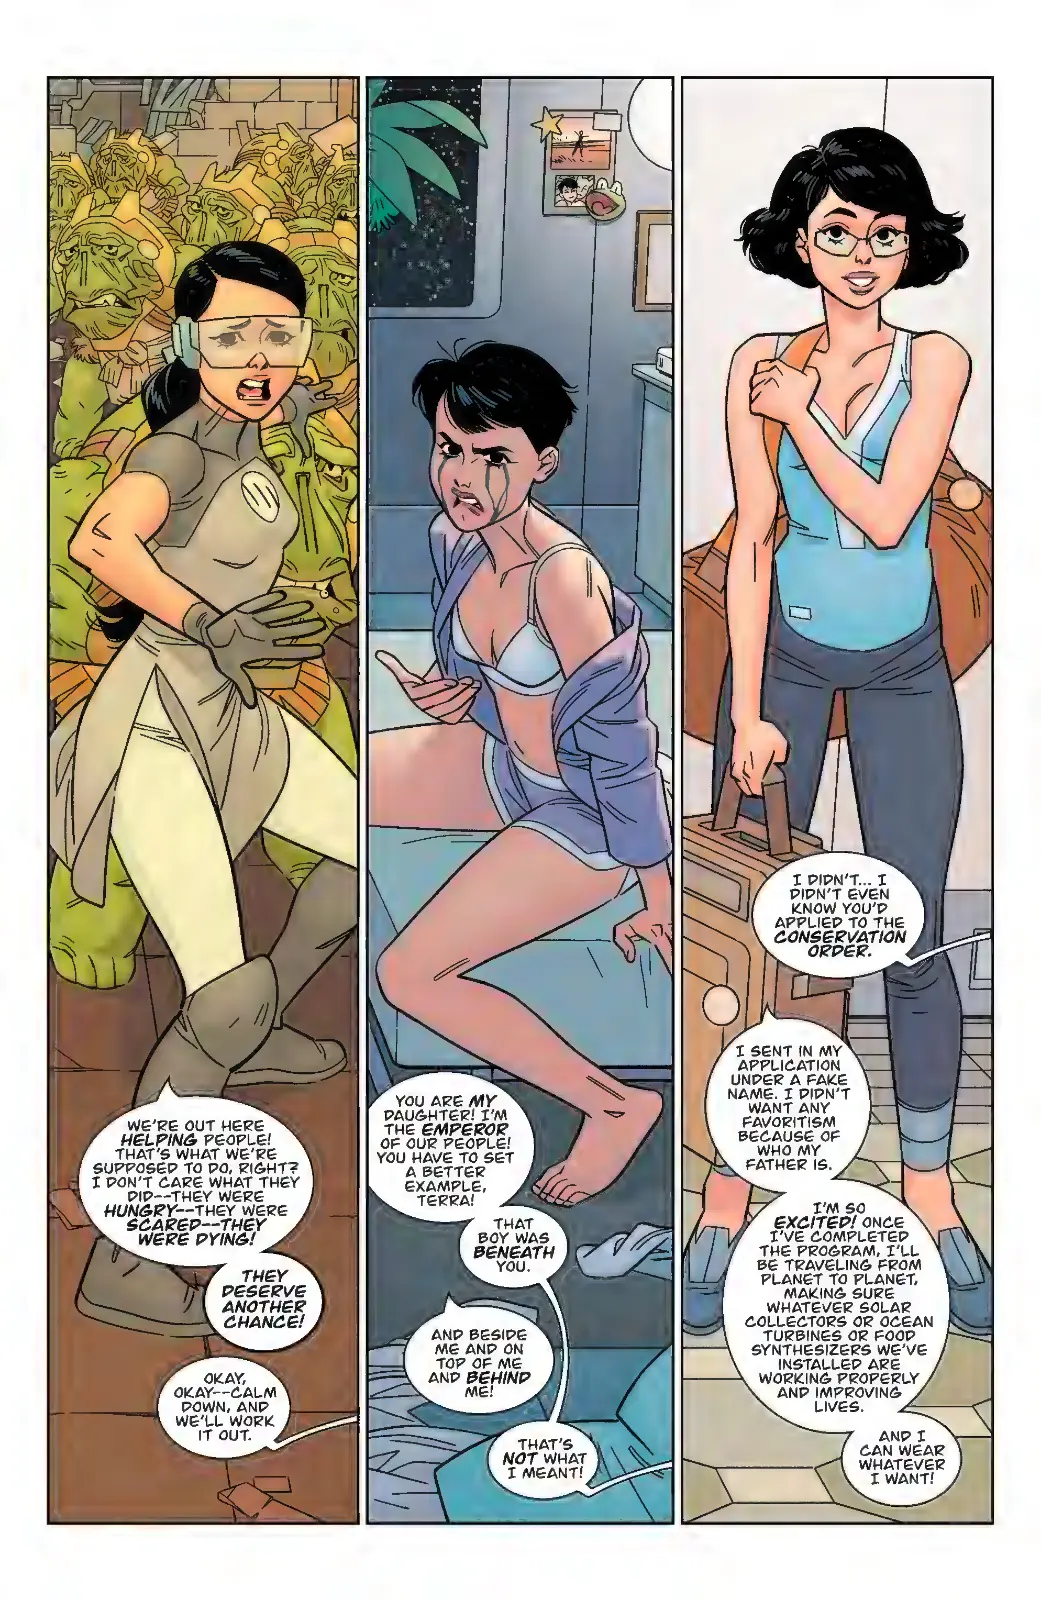 WE'RE OUT HERE
HELPING PEOPLE!
THAT'S WHAT WE'RE
SUPPOSED TO DO, RIGHT?
I DON'T CARE WHAT THEY
DID--THEY WERE
HUNGRY--THEY WERE
SCARED--THEY
WERE DYING!
THEY
DESERVE
ANOTHER
CHANCE!
OKAY,
OKAY--CALM
DOWN, AND
WE'LL WORK
IT OUT.
YOU ARE MY
DAUGHTER! I'M
THE EMPEROR
OF OUR PEOPLE!
YOU HAVE TO SET
A BETTER
EXAMPLE,
TERRA!
THAT
BOY WAS
BENEATH
YOU.
AND BESIDE
ME AND ON
TOP OF ME
AND BEHIND
ME!
THAT'S
NOT WHAT
I MEANT!
I DIDN'T... I
DIDN'T EVEN
KNOW YOU'D
APPLIED TO THE
CONSERVATION
ORDER.
I SENT IN MY
APPLICATION
UNDER A FAKE
NAME. I DIDN'T
WANT ANY
FAVORITISM
BECAUSE OF
WHO MY
FATHER IS.
I'M SO
EXCITED! ONCE
I'VE COMPLETED
THE PROGRAM, I'LL
BE TRAVELING FROM
PLANET TO PLANET,
MAKING SURE
WHATEVER SOLAR
COLLECTORS OR OCEAN
TURBINES OR FOOD
SYNTHESIZERS WE'VE
INSTALLED ARE
WORKING PROPERLY
AND IMPROVING
LIVES.
AND I
CAN WEAR
WHATEVER
I WANT!